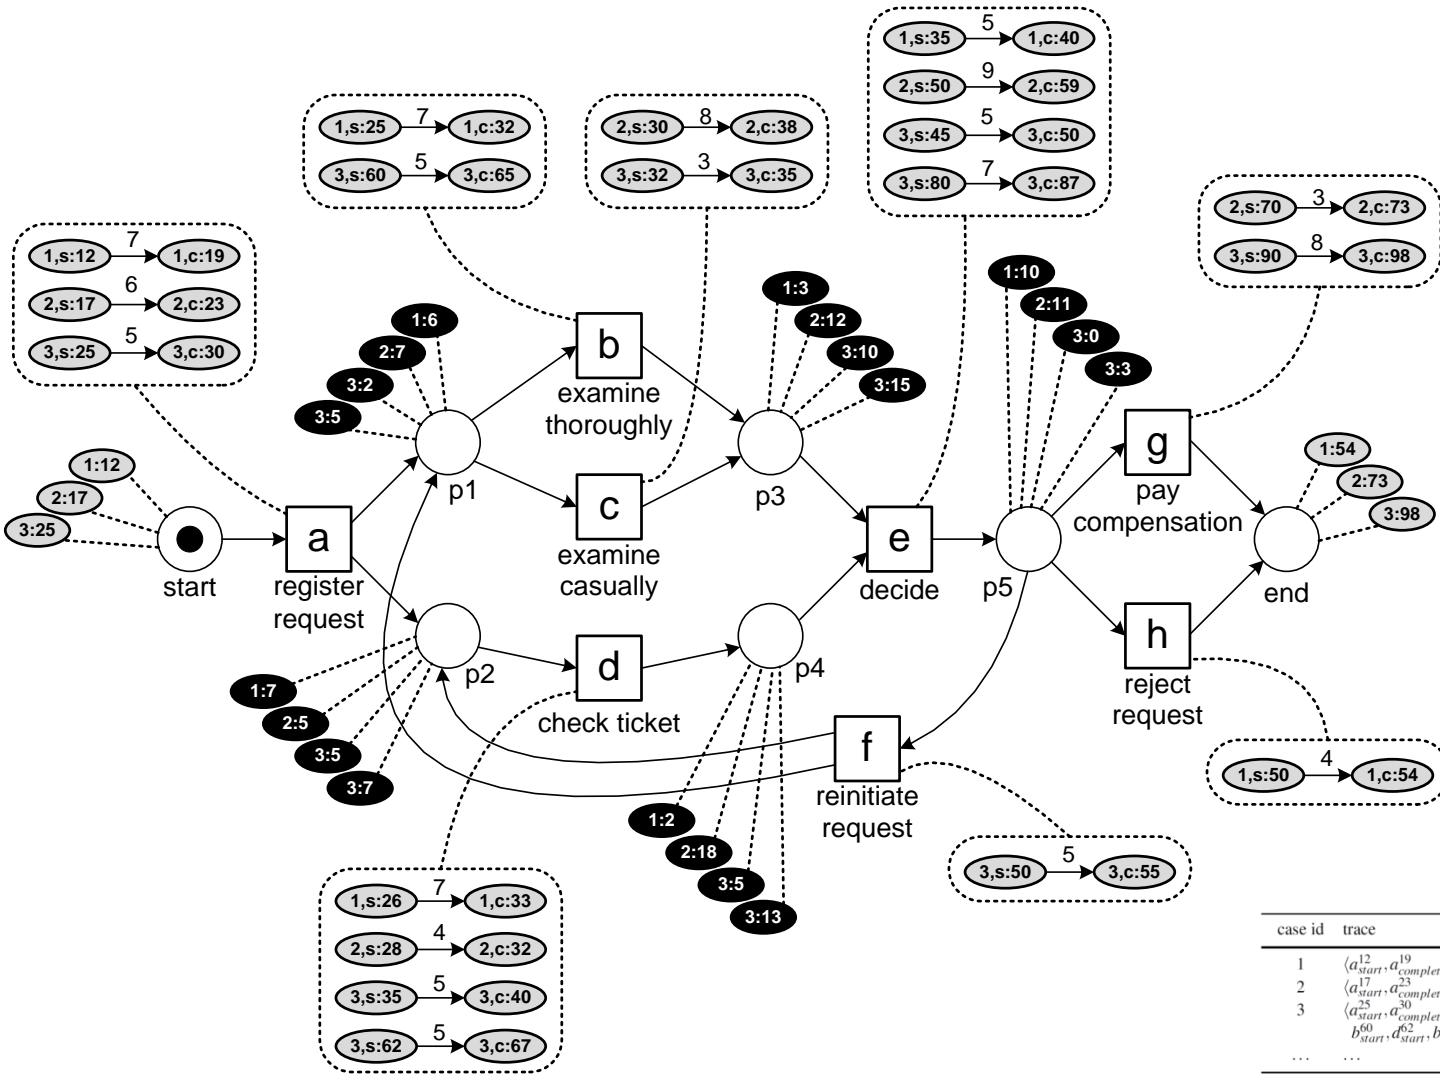 1,s:35 5 1,c:40
2,s:50 9 2,c:59
3,s:45 5 3,c:50
3,s:80 7 3,c:87
1,s:25 7 1,c:32
3,s:60 5 3,c:65
2,s:30 8 2,c:38
3,s:32 3 3,c:35
2,s:70 3 2,c:73
3,s:90 8 3,c:98
1,s:12 7 1,c:19
2,s:17 6 2,c:23
3,s:25 5 3,c:30
1:6
2:7
3:2
3:5
1:3
2:12
3:10
3:15
1:10
2:11
3:0
3:3
b
examine
thoroughly
c
examine
casually
p1
p3
1:12
2:17
3:25
start
a
register
request
e
decide
p5
g
pay
compensation
h
reject
request
1:54
2:73
3:98
end
p2
1:7
2:5
3:5
3:7
d
check ticket
p4
1:2
2:18
3:5
3:13
f
reinitiate
request
1,s:50 4 1,c:54
3,s:50 5 3,c:55
1,s:26 7 1,c:33
2,s:28 4 2,c:32
3,s:35 5 3,c:40
3,s:62 5 3,c:67
case id trace
1 ⟨a^12_start, a^19_complet
2 ⟨a^17_start, a^23_complet
3 ⟨a^25_start, a^30_complet
b^60_start, d^62_start, b
... ...